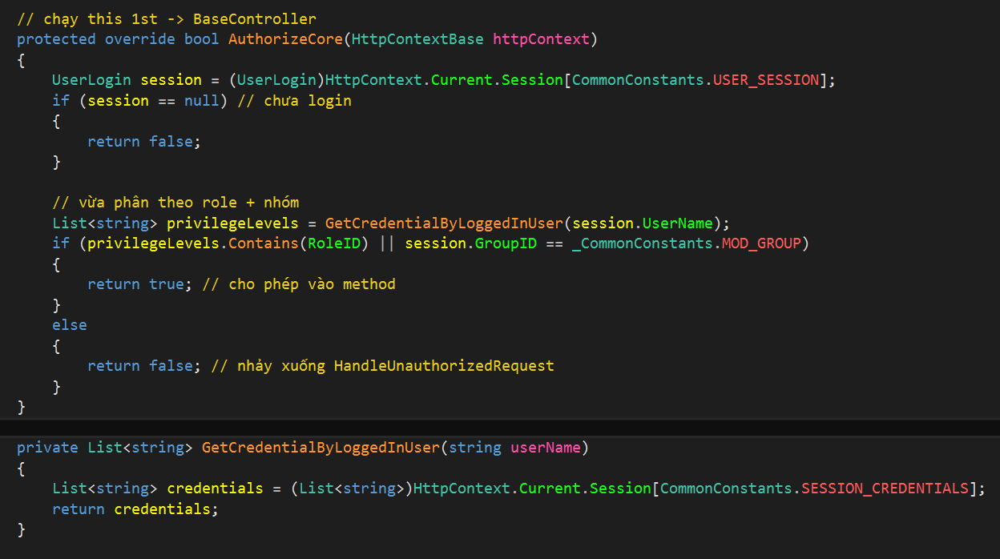 // chạy this 1st -> BaseController
protected override bool AuthorizeCore(HttpContextBase httpContext)
{
    UserLogin session = (UserLogin)HttpContext.Current.Session[CommonConstants.USER_SESSION];
    if (session == null) // chưa login
    {
        return false;
    }

    // vừa phân theo role + nhóm
    List<string> privilegeLevels = GetCredentialByLoggedInUser(session.UserName);
    if (privilegeLevels.Contains(RoleID) || session.GroupID == _CommonConstants.MOD_GROUP)
    {
        return true; // cho phép vào method
    }
    else
    {
        return false; // nhảy xuống HandleUnauthorizedRequest
    }
}
private List<string> GetCredentialByLoggedInUser(string userName)
{
    List<string> credentials = (List<string>)HttpContext.Current.Session[CommonConstants.SESSION_CREDENTIALS];
    return credentials;
}